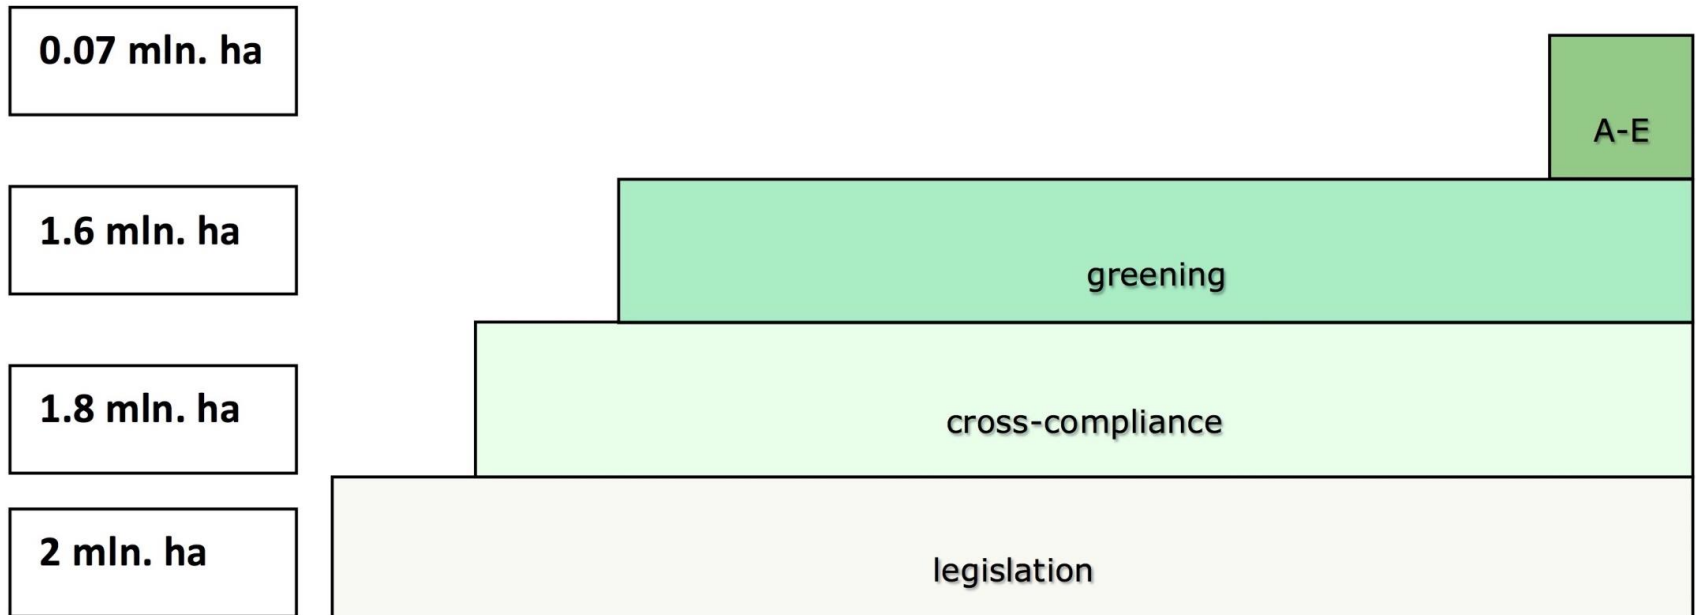 0.07 mln. ha
A-E
1.6 mln. ha
greening
1.8 mln. ha
cross-compliance
2 mln. ha
legislation